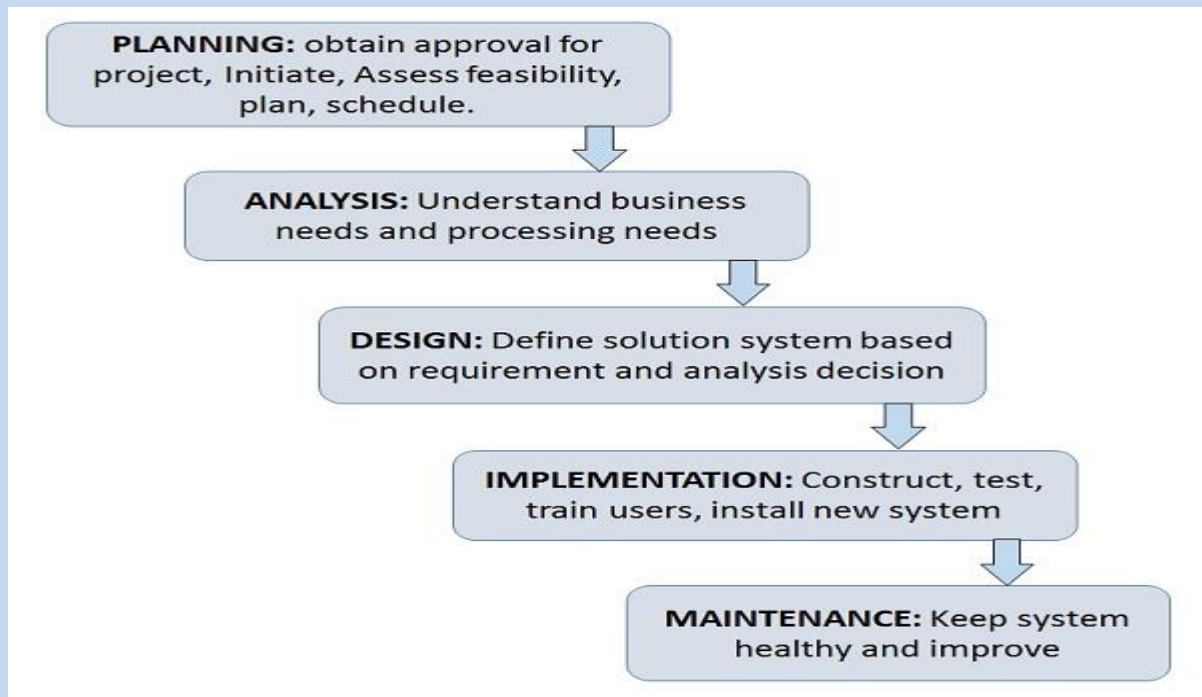 PLANNING: obtain approval for
project, Initiate, Assess feasibility,
plan, schedule.
ANALYSIS: Understand business
needs and processing needs
DESIGN: Define solution system based
on requirement and analysis decision
IMPLEMENTATION: Construct, test,
train users, install new system
MAINTENANCE: Keep system
healthy and improve